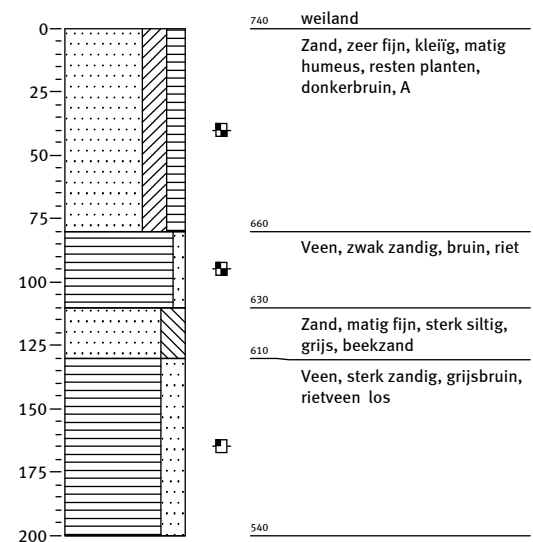 740 weiland
0
Zand, zeer fijn, kleiïg, matig
humeus, resten planten,
donkerbruin, A
25
50
75
660
Veen, zwak zandig, bruin, riet
100
630
Zand, matig fijn, sterk siltig,
grijs, beekzand
125
610
Veen, sterk zandig, grijsbruin,
rietveen los
150
175
200
540